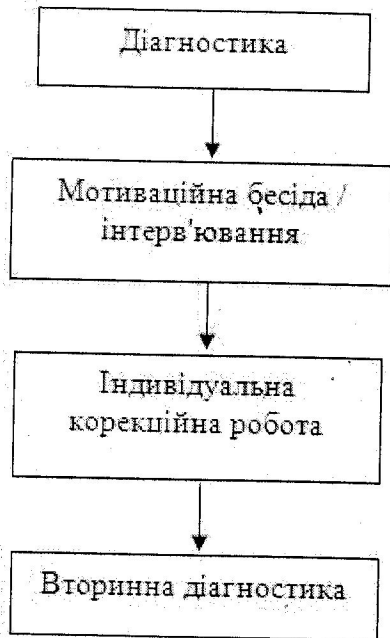 Діагностика
Мотиваційна бесіда /
інтерв'ювання
Індивідуальна
корекційна робота
Вторинна діагностика